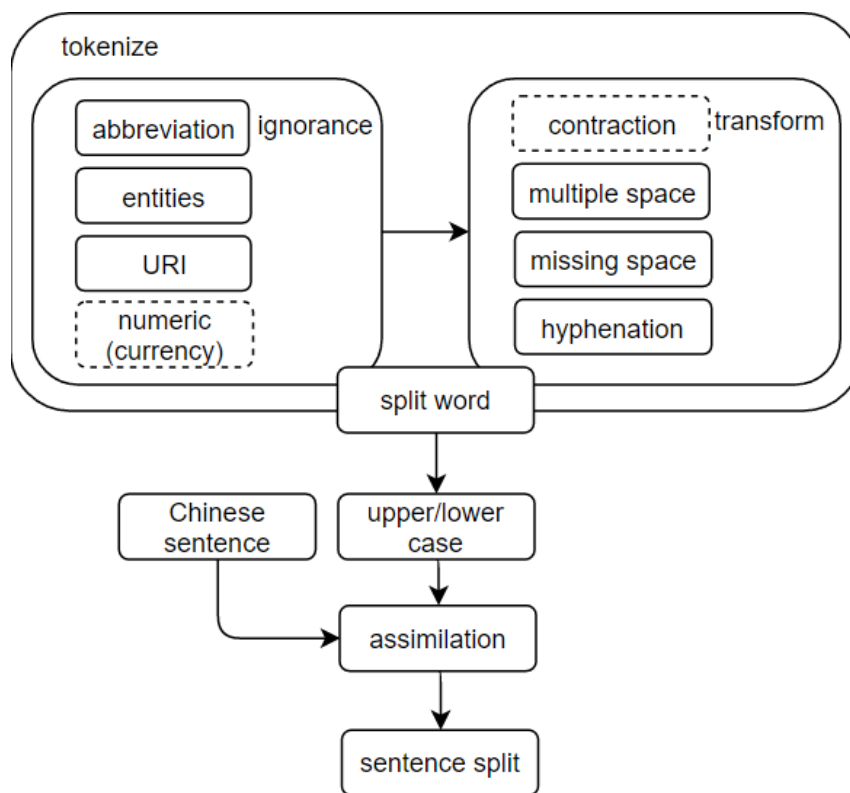 tokenize
abbreviation
ignorance
entities
URI
numeric
(currency)
contraction
transform
multiple space
missing space
hyphenation
split word
Chinese
sentence
upper/lower
case
assimilation
sentence split